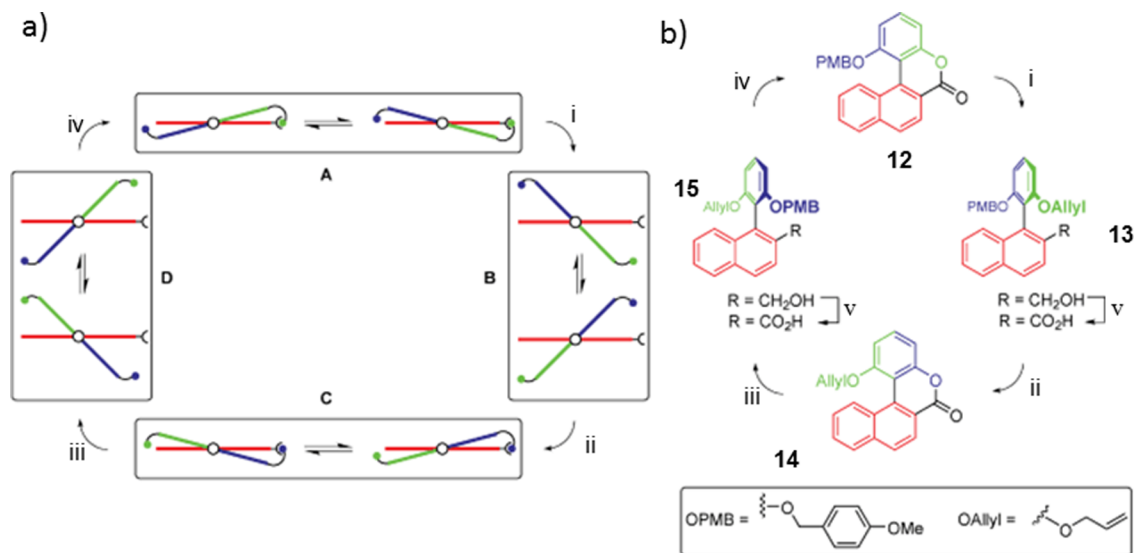 a)
iv
i
A
D
B
C
iii
ii
b)
iv
i
PMBO
O
O
12
15
AllylO
OPMB
R
PMBO
OAllyl
R
13
R = CH2OH
R = CO2H
v
R = CH2OH
R = CO2H
v
iii
AllylO
O
O
ii
14
OPMB =
O
OMe
OAllyl =
O